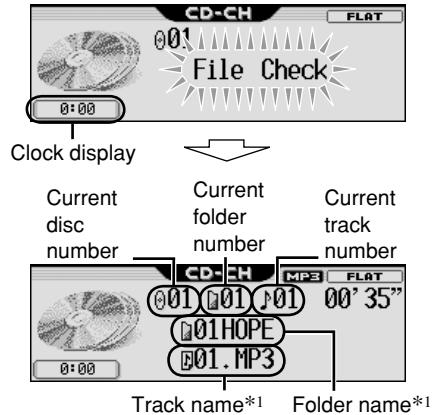 CD-CH FLAT
01
File Check
0:00
Clock display
Current disc number
Current folder number
Current track number
CD-CH MP3 FLAT
01 01 01 00' 35"
01HOPE
01.MP3
0:00
Track name*1 Folder name*1